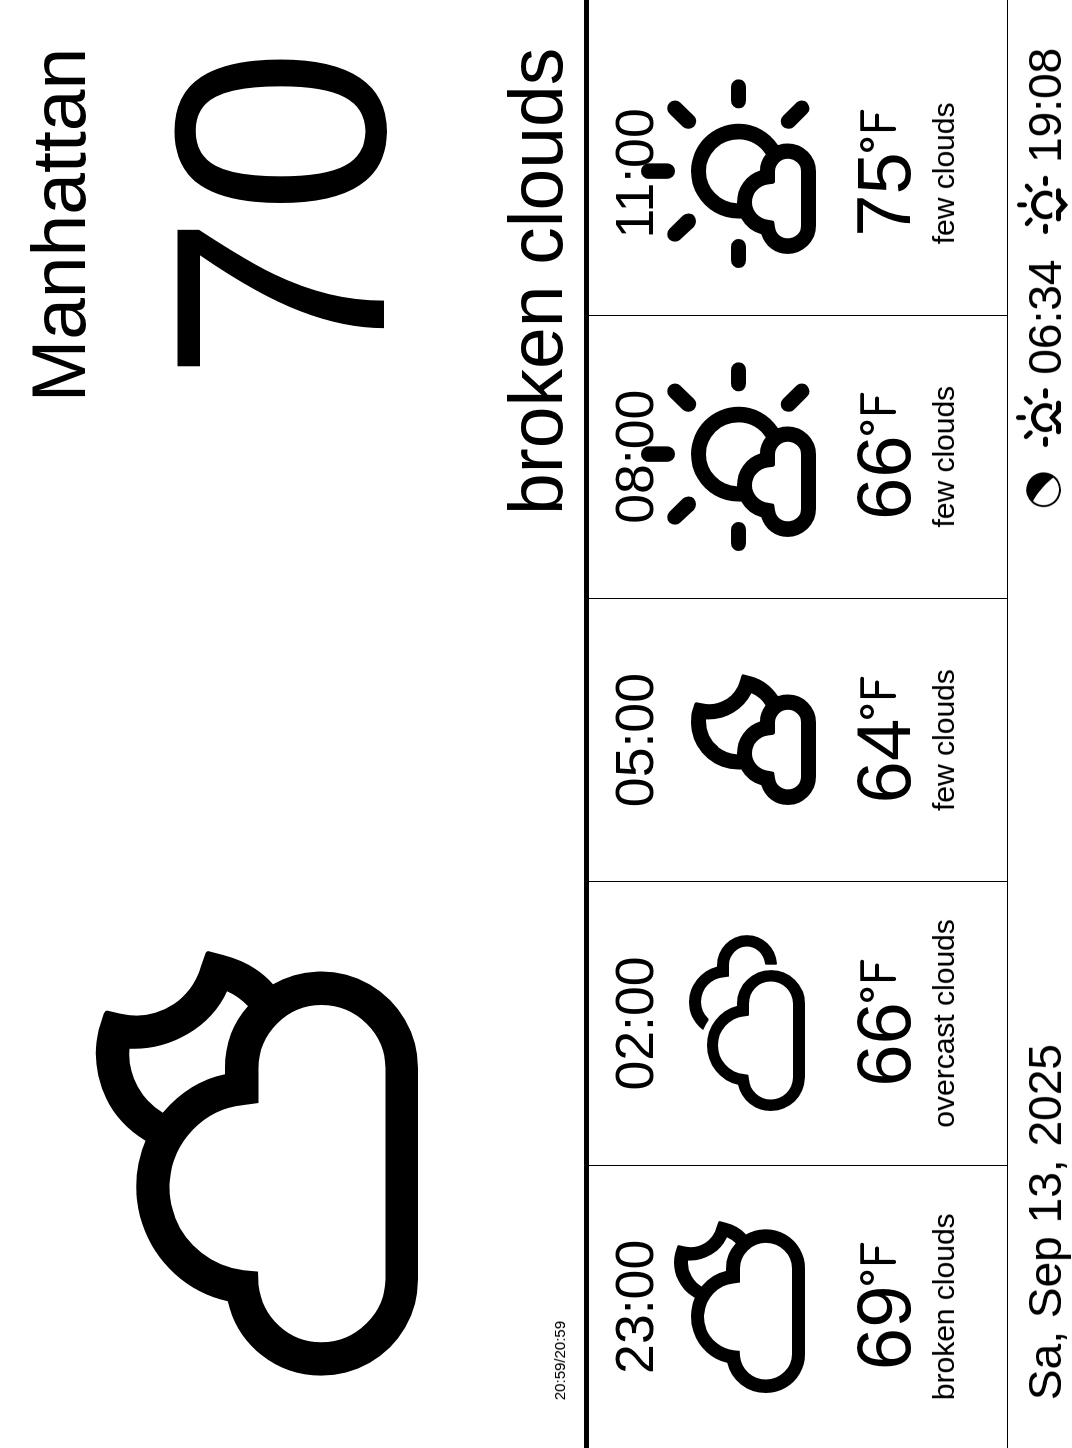 Manhattan
70
broken clouds
20:59/20:59
23:00 02:00 05:00 08:00 11:00
69°F 66°F 64°F 66°F 75°F
broken clouds overcast clouds few clouds few clouds few clouds
Sa, Sep 13, 2025 06:34 19:08